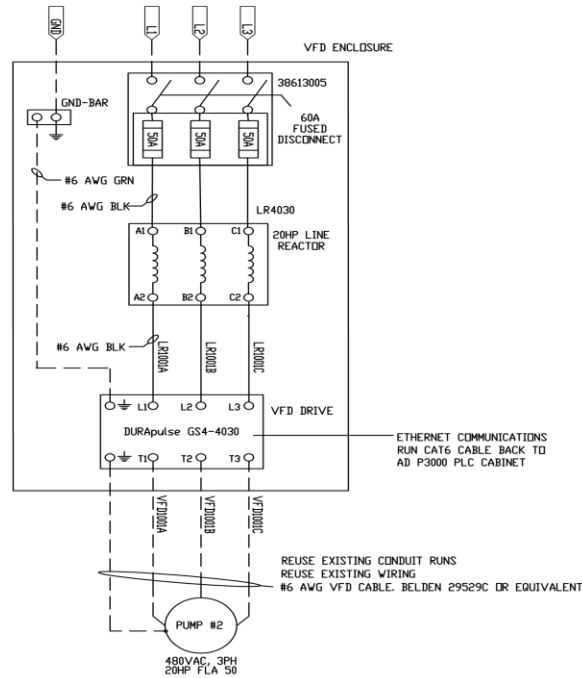 GND
L1
L2
L3
VFD ENCLOSURE
38613005
GND-BAR
60A
FUSED
DISCONNECT
50A
50A
50A
#6 AWG GRN
#6 AWG BLK
LR4030
A1
B1
C1
20HP LINE
REACTOR
A2
B2
C2
#6 AWG BLK
LR1001A
LR1001B
LR1001C
L1
L2
L3
VFD DRIVE
DURApulse GS4-4030
ETHERNET COMMUNICATIONS
RUN CAT6 CABLE BACK TO
AD P3000 PLC CABINET
T1
T2
T3
VFD1001A
VFD1001B
VFD1001C
REUSE EXISTING CONDUIT RUNS
REUSE EXISTING WIRING
#6 AWG VFD CABLE. BELDEN 29529C OR EQUIVALENT
PUMP #2
480VAC, 3PH
20HP FLA 50